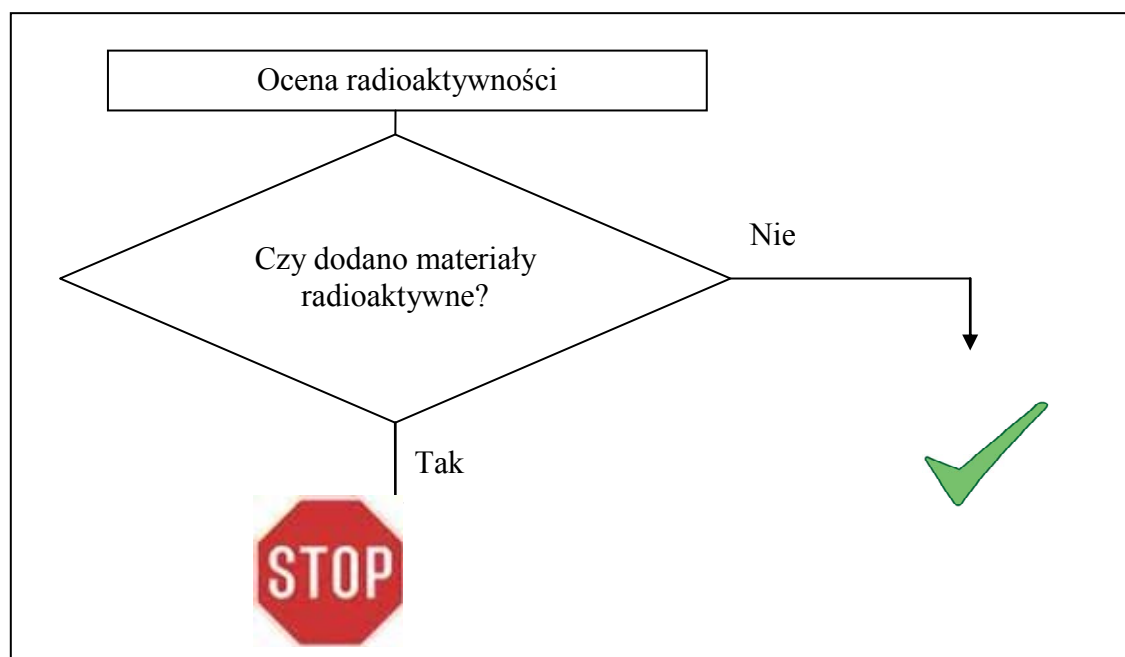 Ocena radioaktywności
Nie
Czy dodano materiały
radioaktywne?
Tak
STOP